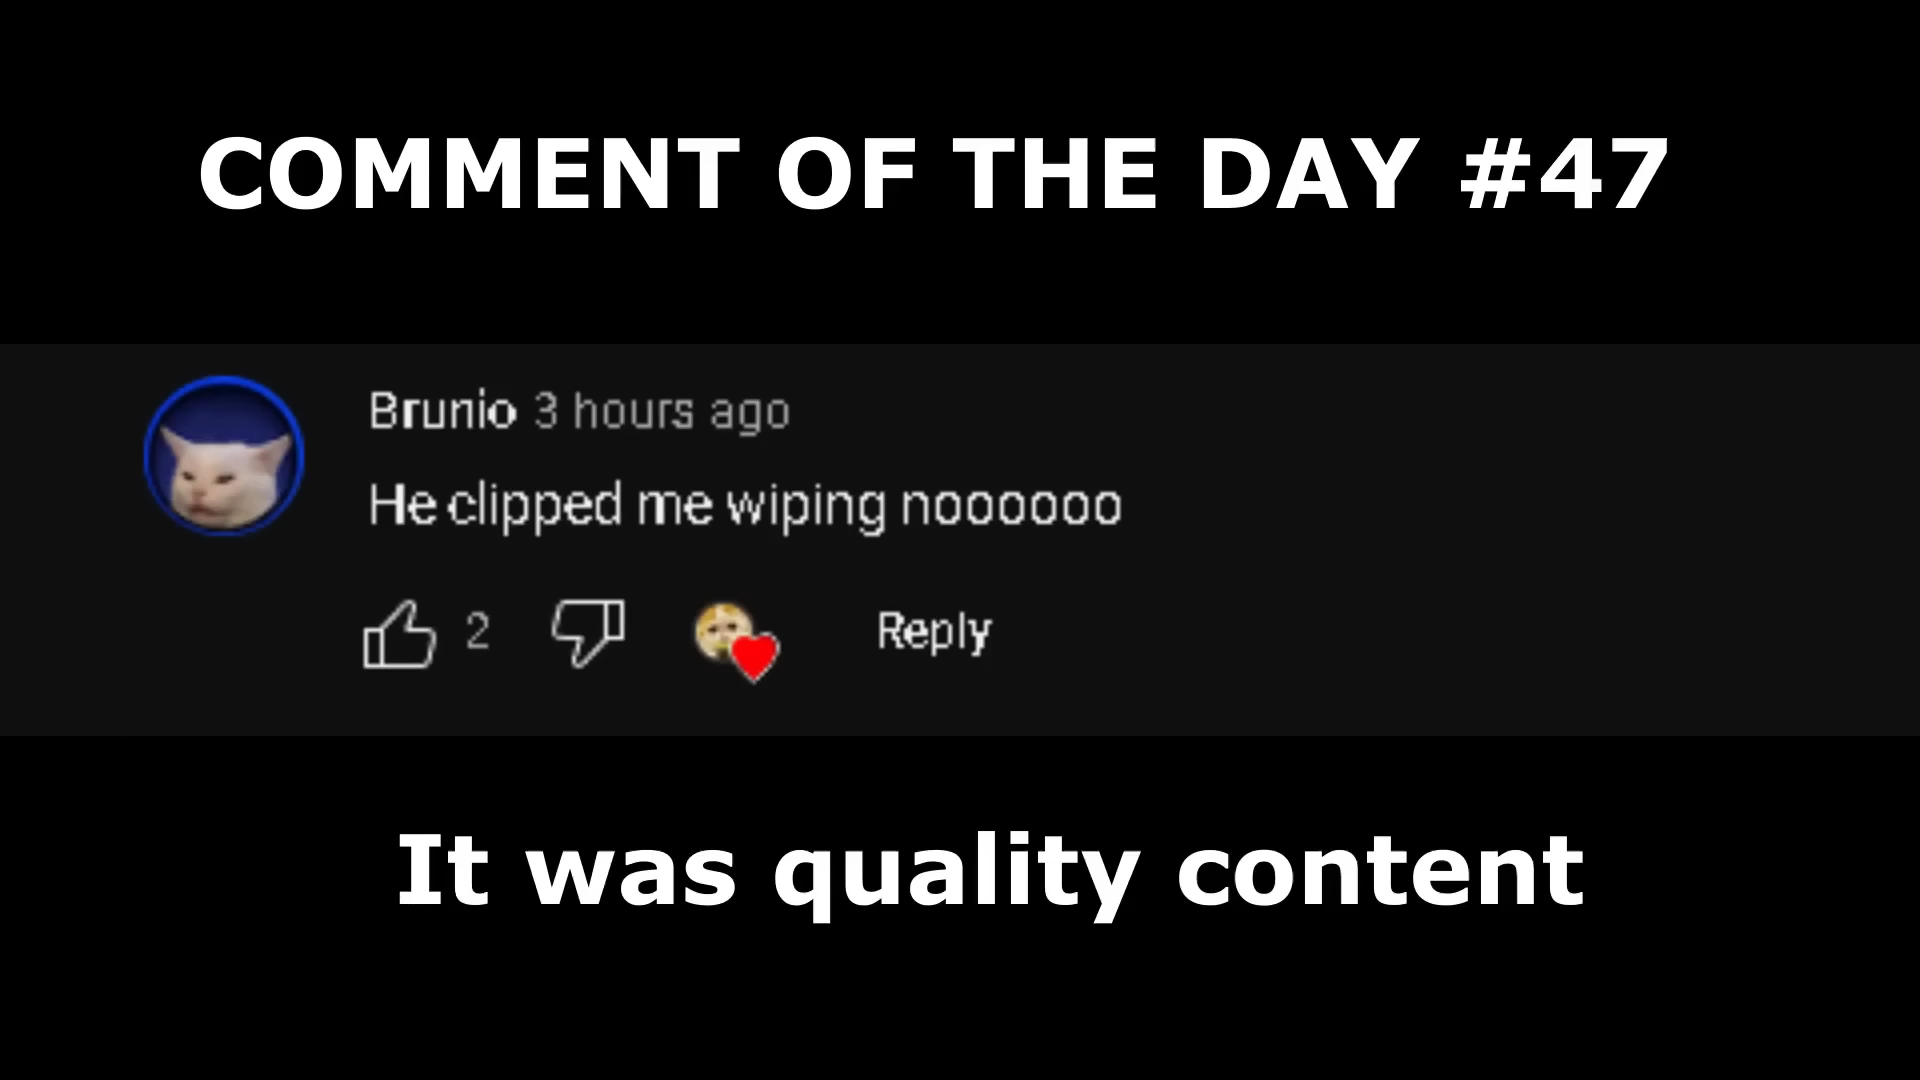 COMMENT OF THE DAY #47
Brunio 3 hours ago
He clipped me wiping noooooo
2 Reply
It was quality content